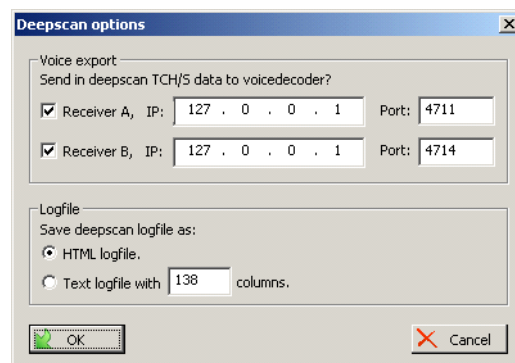 Deepscan options
Voice export
Send in deepscan TCH/S data to voicedecoder?
Receiver A, IP: 127 . 0 . 0 . 1 Port: 4711
Receiver B, IP: 127 . 0 . 0 . 1 Port: 4714
Logfile
Save deepscan logfile as:
HTML logfile.
Text logfile with 138 columns.
OK Cancel